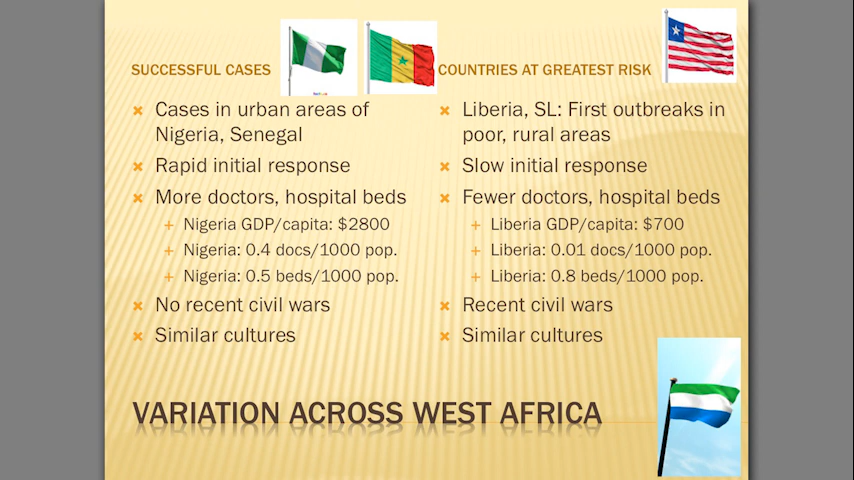 SUCCESSFUL CASES
Cases in urban areas of
Nigeria, Senegal
Rapid initial response
More doctors, hospital beds
Nigeria GDP/capita: $2800
Nigeria: 0.4 docs/1000 pop.
Nigeria: 0.5 beds/1000 pop.
No recent civil wars
Similar cultures
COUNTRIES AT GREATEST RISK
Liberia, SL: First outbreaks in
poor, rural areas
Slow initial response
Fewer doctors, hospital beds
Liberia GDP/capita: $700
Liberia: 0.01 docs/1000 pop.
Liberia: 0.8 beds/1000 pop.
Recent civil wars
Similar cultures
VARIATION ACROSS WEST AFRICA